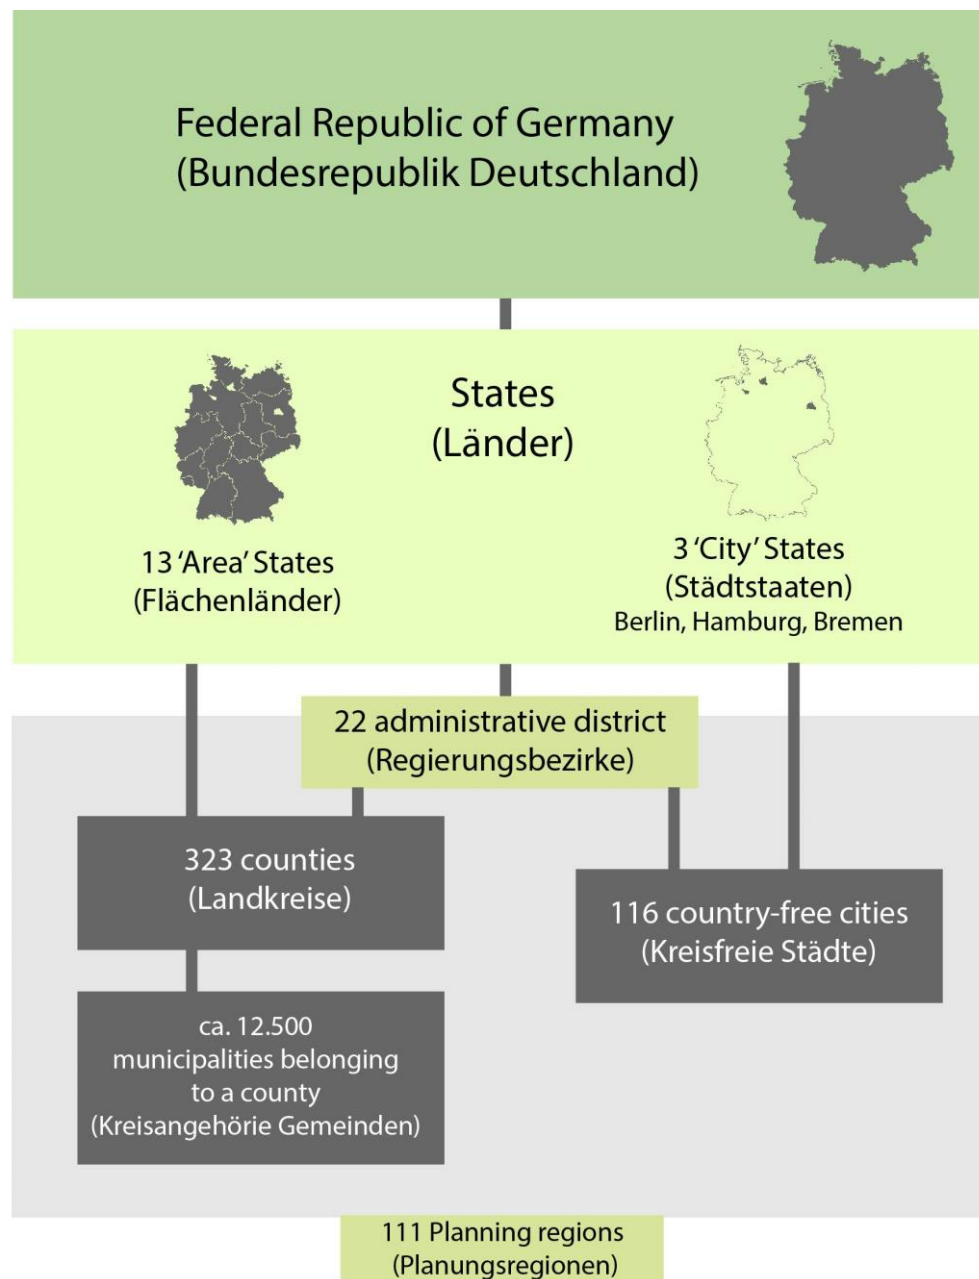 Federal Republic of Germany
(Bundesrepublik Deutschland)
States
(Länder)
13 ‘Area’ States
(Flächenländer)
3 ‘City’ States
(Städtstaaten)
Berlin, Hamburg, Bremen
22 administrative district
(Regierungsbezirke)
323 counties
(Landkreise)
116 country-free cities
(Kreisfreie Städte)
ca. 12.500
municipalities belonging
to a county
(Kreisangehörie Gemeinden)
111 Planning regions
(Planungsregionen)